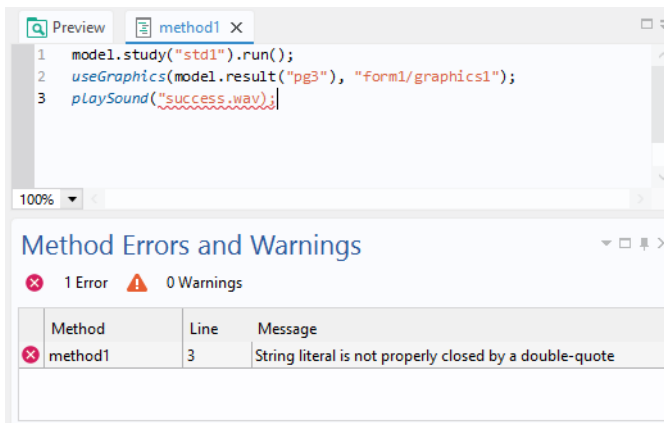 Preview method1
1 model.study("std1").run();
2 useGraphics(model.result("pg3"), "form1/graphics1");
3 playSound("success.wav);
100%
Method Errors and Warnings
1 Error 0 Warnings
Method Line Message
method1 3 String literal is not properly closed by a double-quote